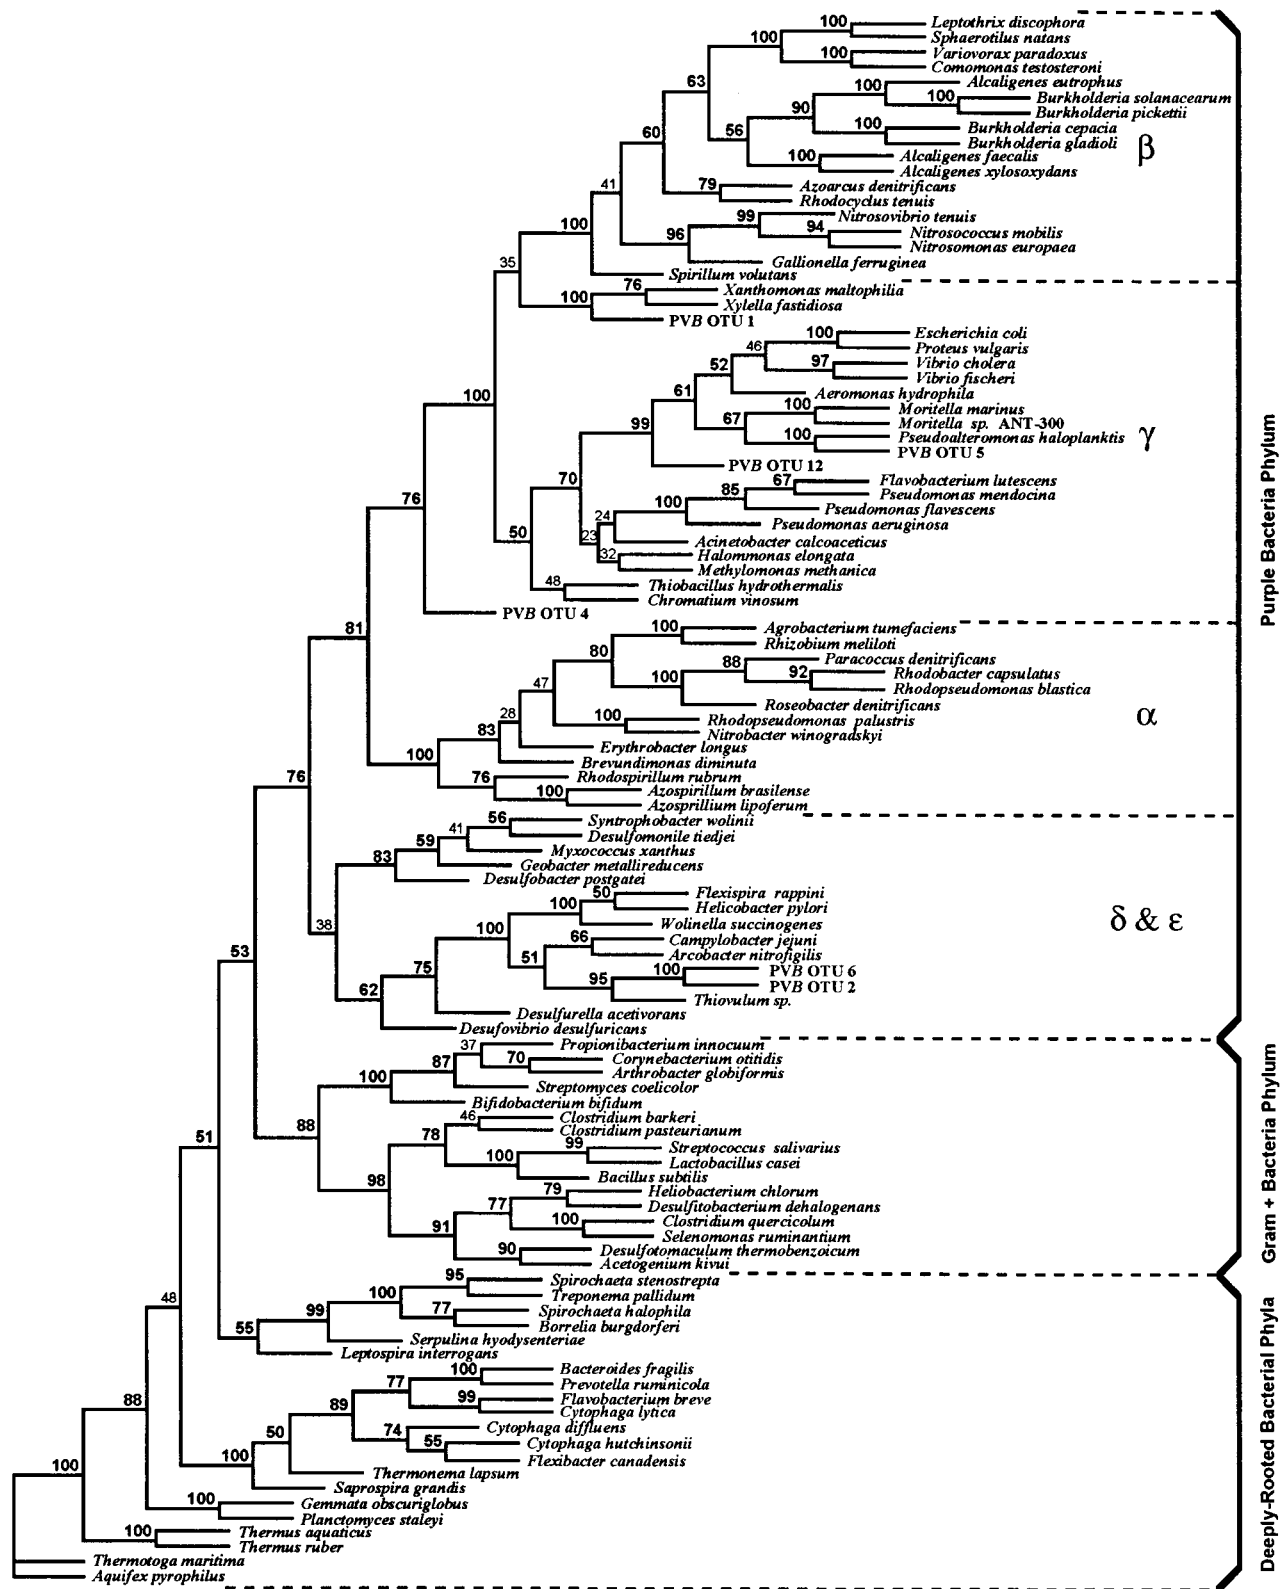 100 Leptothrix discophora
Sphaerotilus natans
100
100 Variovorax paradoxus
Comomonas testosteroni
63
100 Alcaligenes eutrophus
100 Burkholderia solanacearum
Burkholderia pickettii
90
100 Burkholderia cepacia
Burkholderia gladioli
β
56
60
100 Alcaligenes faecalis
Alcaligenes xylosoxydans
41
79 Azoarcus denitrificans
Rhodocyclus tenuis
99 Nitrosovibrio tenuis
100
94 Nitrosococcus mobilis
96
Nitrosomonas europaea
Gallionella ferruginea
35
Spirillum volutans
76 Xanthomonas maltophilia
100
Xylella fastidiosa
PVB OTU 1
100 Escherichia coli
46
Proteus vulgaris
52
97 Vibrio cholera
Vibrio fischeri
61
Aeromonas hydrophila
100
100 Moritella marinus
67
Moritella sp. ANT-300
99
100 Pseudoalteromonas haloplanktis
γ
PVB OTU 5
PVB OTU 12
70
67 Flavobacterium lutescens
85
Pseudomonas mendocina
76
100
Pseudomonas flavescens
24
Pseudomonas aeruginosa
50
23
Acinetobacter calcoaceticus
32 Halommonas elongata
Methylomonas methanica
48 Thiobacillus hydrothermalis
Chromatium vinosum
PVB OTU 4
Purple Bacteria Phylum
81
100 Agrobacterium tumefaciens
Rhizobium meliloti
80
88 Paracoccus denitrificans
92 Rhodobacter capsulatus
100
Rhodopseudomonas blastica
47
Roseobacter denitrificans
α
28
100 Rhodopseudomonas palustris
83
Nitrobacter winogradskyi
Erythrobacter longus
100
Brevundimonas diminuta
76
76 Rhodospirillum rubrum
100 Azospirillum brasilense
Azosprillium lipoferum
56 Syntrophobacter wolinii
41
Desulfomonile tiedjei
59
Myxococcus xanthus
83
Geobacter metallireducens
Desulfobacter postgatei
50 Flexispira rappini
100
Helicobacter pylori
38
Wolinella succinogenes
δ & ε
100
66 Campylobacter jejuni
Arcobacter nitrofigilis
53
51
75
100 PVB OTU 6
95
PVB OTU 2
62
Thiovulum sp.
Desulfurella acetivorans
Desufovibrio desulfuricans
37 Propionibacterium innocuum
87
70 Corynebacterium otitidis
100
Arthrobacter globiformis
Streptomyces coelicolor
Bifidobacterium bifidum
88
46 Clostridium barkeri
78
Clostridium pasteurianum
51
99 Streptococcus salivarius
100
Lactobacillus casei
Bacillus subtilis
98
79 Heliobacterium chlorum
77
Desulfitobacterium dehalogenans
100 Clostridium quercicolum
91
Selenomonas ruminantium
90 Desulfotomaculum thermobenzoicum
Acetogenium kivui
Gram + Bacteria Phylum
95 Spirochaeta stenostrepta
100
Treponema pallidum
48
99
77 Spirochaeta halophila
Borrelia burgdorferi
55
Serpulina hyodysenteriae
Leptospira interrogans
100 Bacteroides fragilis
77
Prevotella ruminicola
99 Flavobacterium breve
88
89
Cytophaga lytica
74 Cytophaga diffluens
50
55 Cytophaga hutchinsonii
100
Flexibacter canadensis
100
Thermonema lapsum
Saprospira grandis
100 Gemmata obscuriglobus
Planctomyces staleyi
100 Thermus aquaticus
Thermus ruber
Thermotoga maritima
Aquifex pyrophilus
Deeply-Rooted Bacterial Phyla